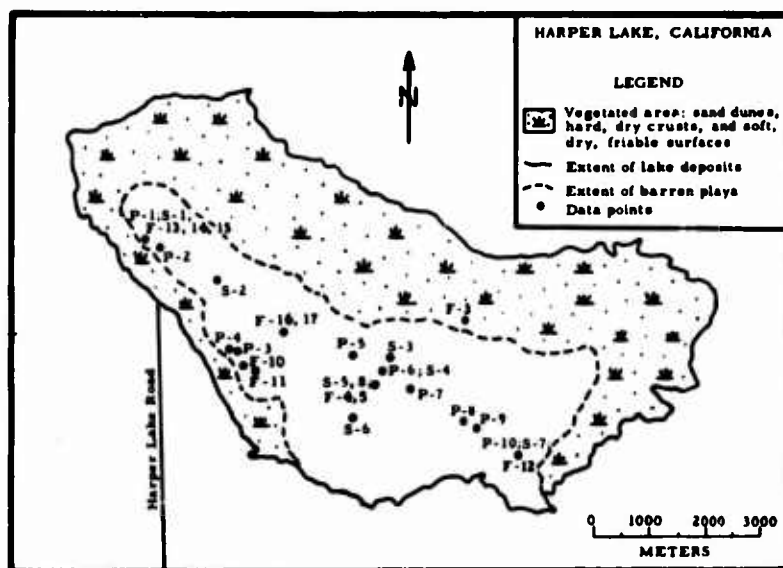 HARPER LAKE, CALIFORNIA
LEGEND
Vegetated area: sand dunes,
hard, dry crusts, and soft,
dry, friable surfaces
Extent of lake deposits
Extent of barren playa
Data points
N
P-1;S-1,
F-13, 14, 15
P-2
S-2
F-16, 17
F-3
P-4
P-3
P-5
S-3
F-10
P-6; S-4
F-11
S-5, 8
P-7
F-4, 5
S-6
P-8
P-9
P-10;S-7;
F-12
Harper Lake Road
0 1000 2000 3000
METERS